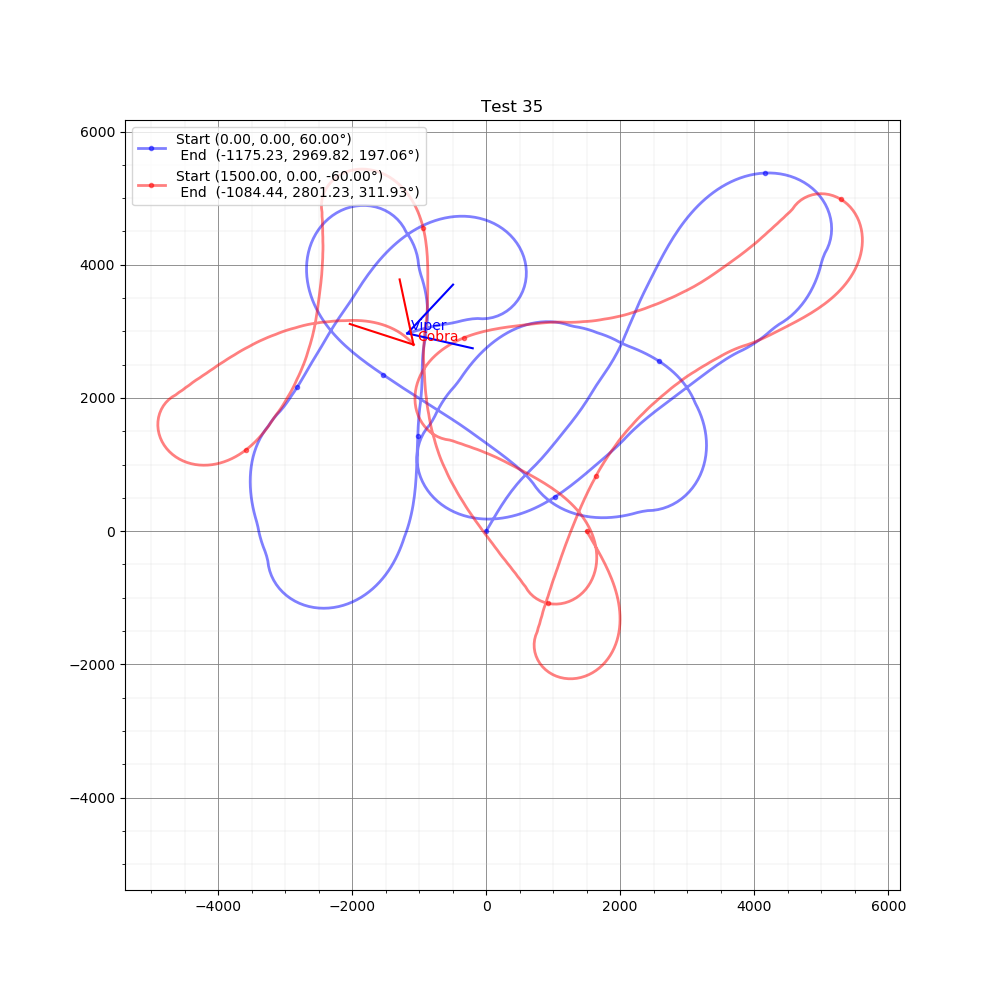 Test 35
Start (0.00, 0.00, 60.00°)
End (-1175.23, 2969.82, 197.06°)
Start (1500.00, 0.00, -60.00°)
End (-1084.44, 2801.23, 311.93°)
Viper
Cobra
6000
4000
2000
0
−2000
−4000
−4000
−2000
0
2000
4000
6000